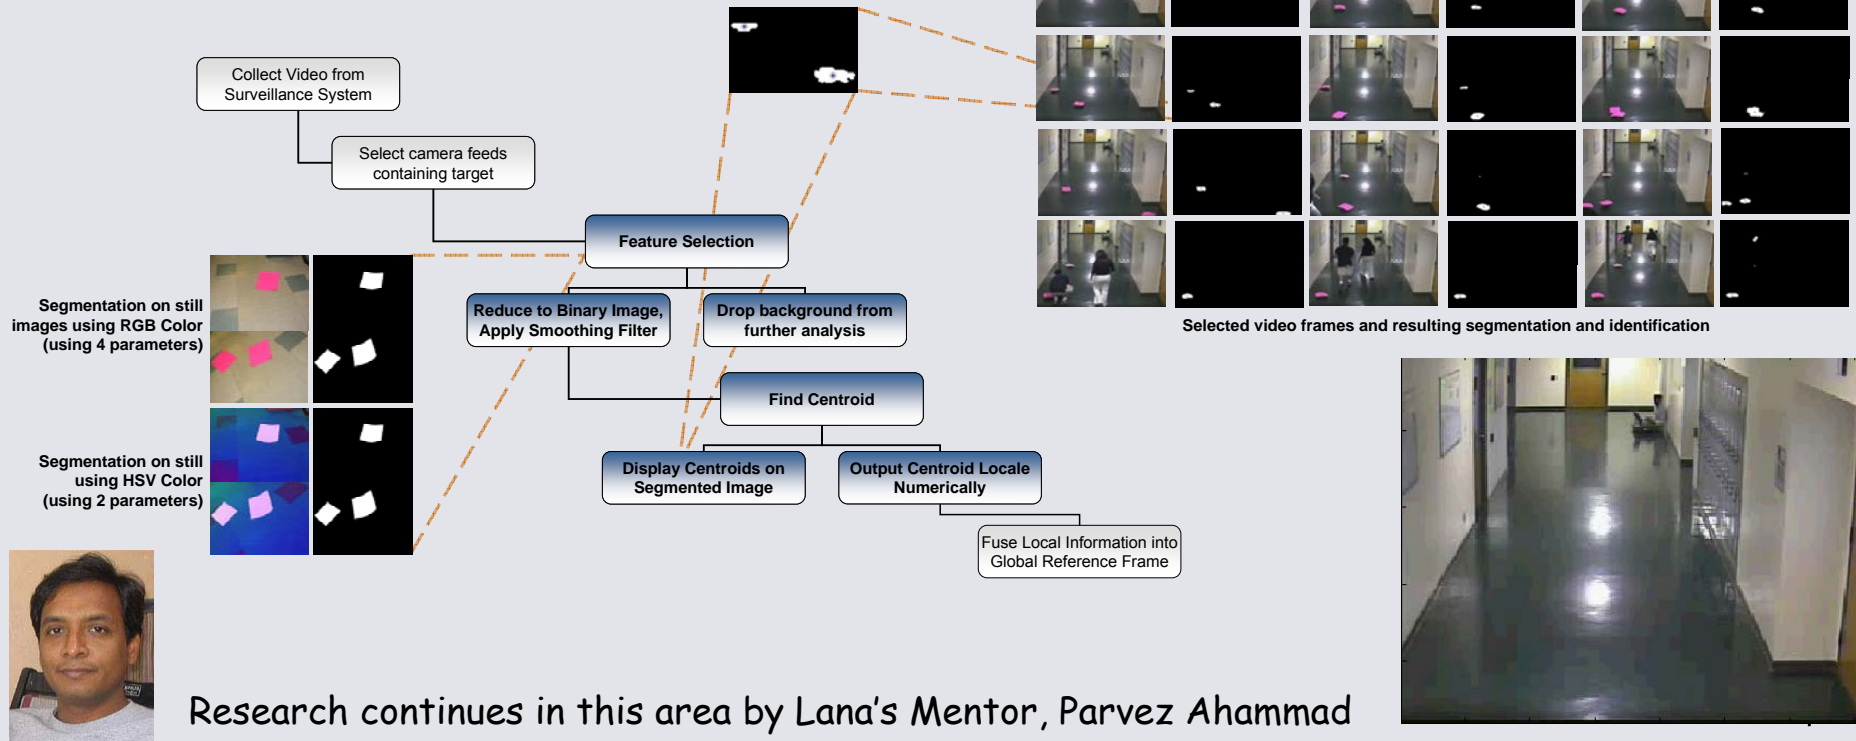 Collect Video from
Surveillance System
Select camera feeds
containing target
Feature Selection
Reduce to Binary Image,
Apply Smoothing Filter
Drop background from
further analysis
Find Centroid
Display Centroids on
Segmented Image
Output Centroid Locale
Numerically
Fuse Local Information into
Global Reference Frame
Segmentation on still
images using RGB Color
(using 4 parameters)
Segmentation on still
using HSV Color
(using 2 parameters)
Selected video frames and resulting segmentation and identification
Research continues in this area by Lana's Mentor, Parvez Ahammad